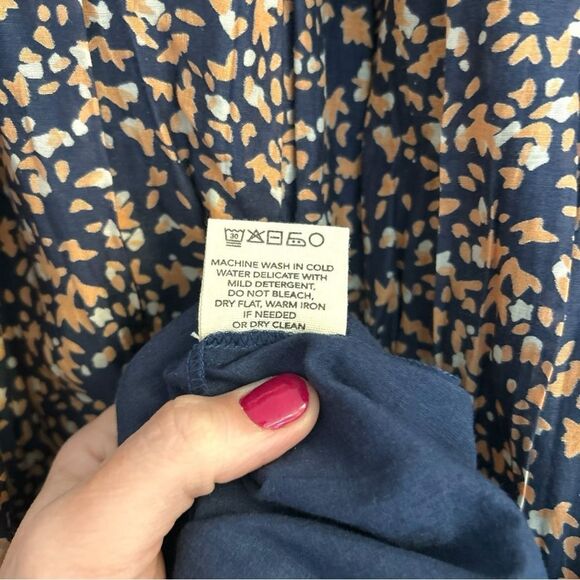 30
MACHINE WASH IN COLD
WATER DELICATE WITH
MILD DETERGENT.
DO NOT BLEACH,
DRY FLAT, WARM IRON
IF NEEDED
OR DRY CLEAN